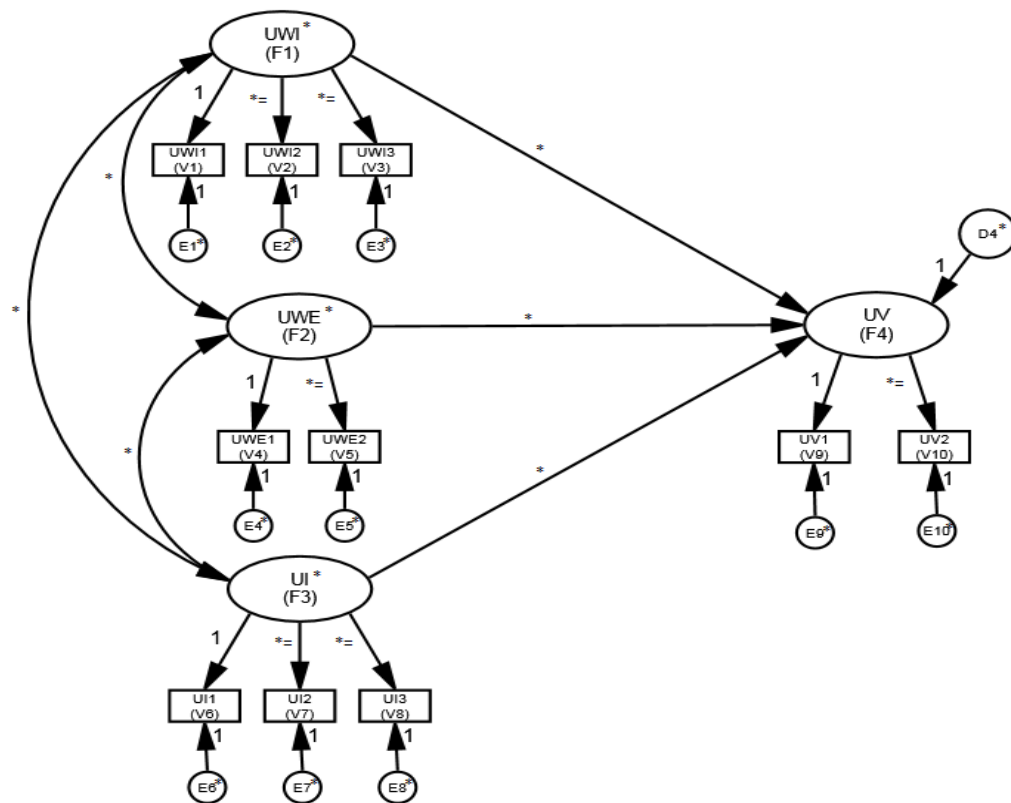 UWI*
(F1)
1
*=
*=
UWI1
(V1)
UWI2
(V2)
UWI3
(V3)
1
1
1
E1*
E2*
E3*
*
*
*
D4*
1
UWE*
(F2)
*
UV
(F4)
1
*=
1
*=
UWE1
(V4)
UWE2
(V5)
UV1
(V9)
UV2
(V10)
*
*
1
1
1
1
E4*
E5*
E9*
E10*
UI*
(F3)
1
*=
*=
UI1
(V6)
UI2
(V7)
UI3
(V8)
1
1
1
E6*
E7*
E8*